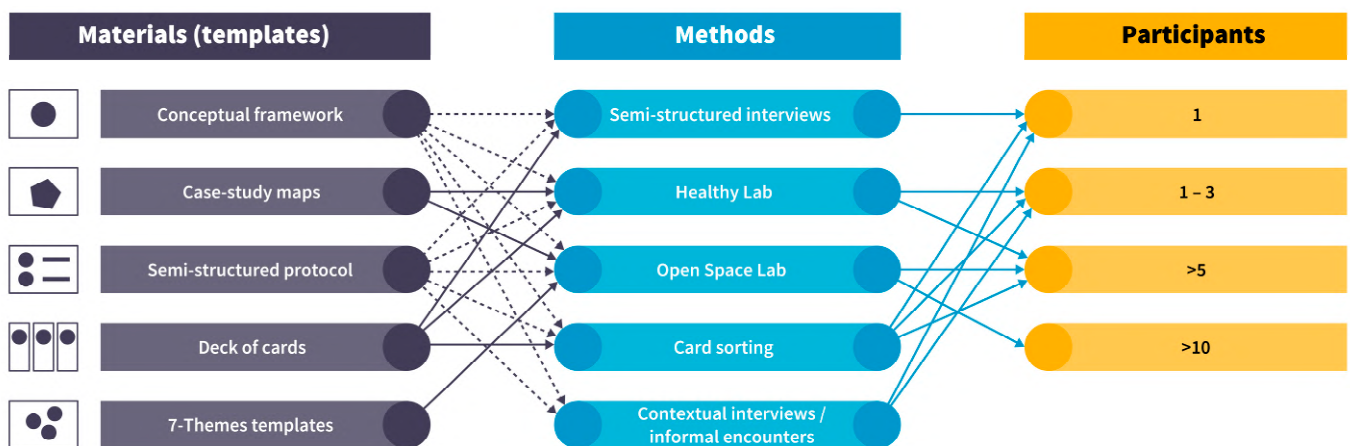 Materials (templates)
Methods
Participants
Conceptual framework
Semi-structured interviews
1
Case-study maps
Healthy Lab
1 – 3
Semi-structured protocol
Open Space Lab
>5
Deck of cards
Card sorting
>10
7-Themes templates
Contextual interviews /
informal encounters